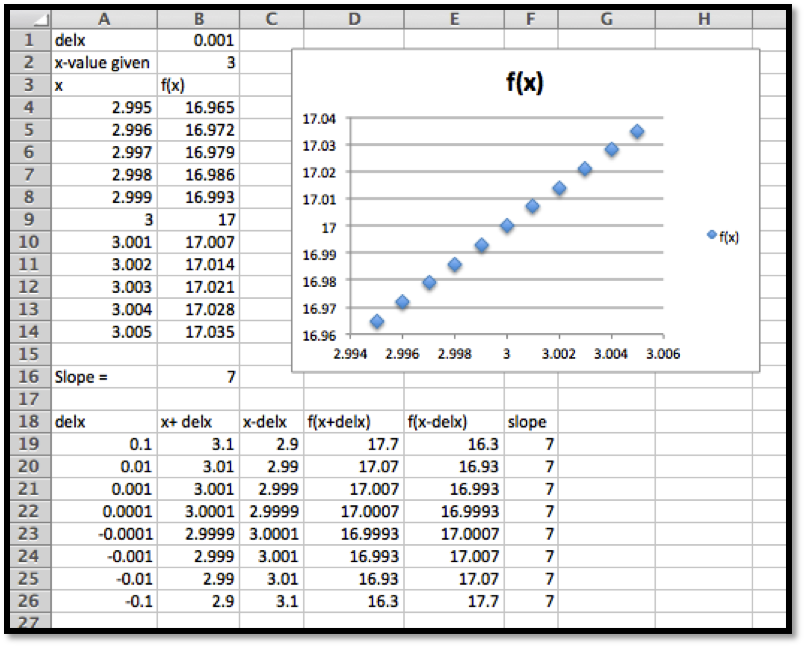 A B C D E F G H
1 delx 0.001
2 x-value given 3
3 x f(x)
4 2.995 16.965
5 2.996 16.972
6 2.997 16.979
7 2.998 16.986
8 2.999 16.993
9 3 17
10 3.001 17.007
11 3.002 17.014
12 3.003 17.021
13 3.004 17.028
14 3.005 17.035
15
16 Slope = 7
17
18 delx x+ delx x-delx f(x+delx) f(x-delx) slope
19 0.1 3.1 2.9 17.7 16.3 7
20 0.01 3.01 2.99 17.07 16.93 7
21 0.001 3.001 2.999 17.007 16.993 7
22 0.0001 3.0001 2.9999 17.0007 16.9993 7
23 -0.0001 2.9999 3.0001 16.9993 17.0007 7
24 -0.001 2.999 3.001 16.993 17.007 7
25 -0.01 2.99 3.01 16.93 17.07 7
26 -0.1 2.9 3.1 16.3 17.7 7
27
f(x)
17.04
17.03
17.02
17.01
17
16.99
16.98
16.97
16.96
2.994 2.996 2.998 3 3.002 3.004 3.006
f(x)